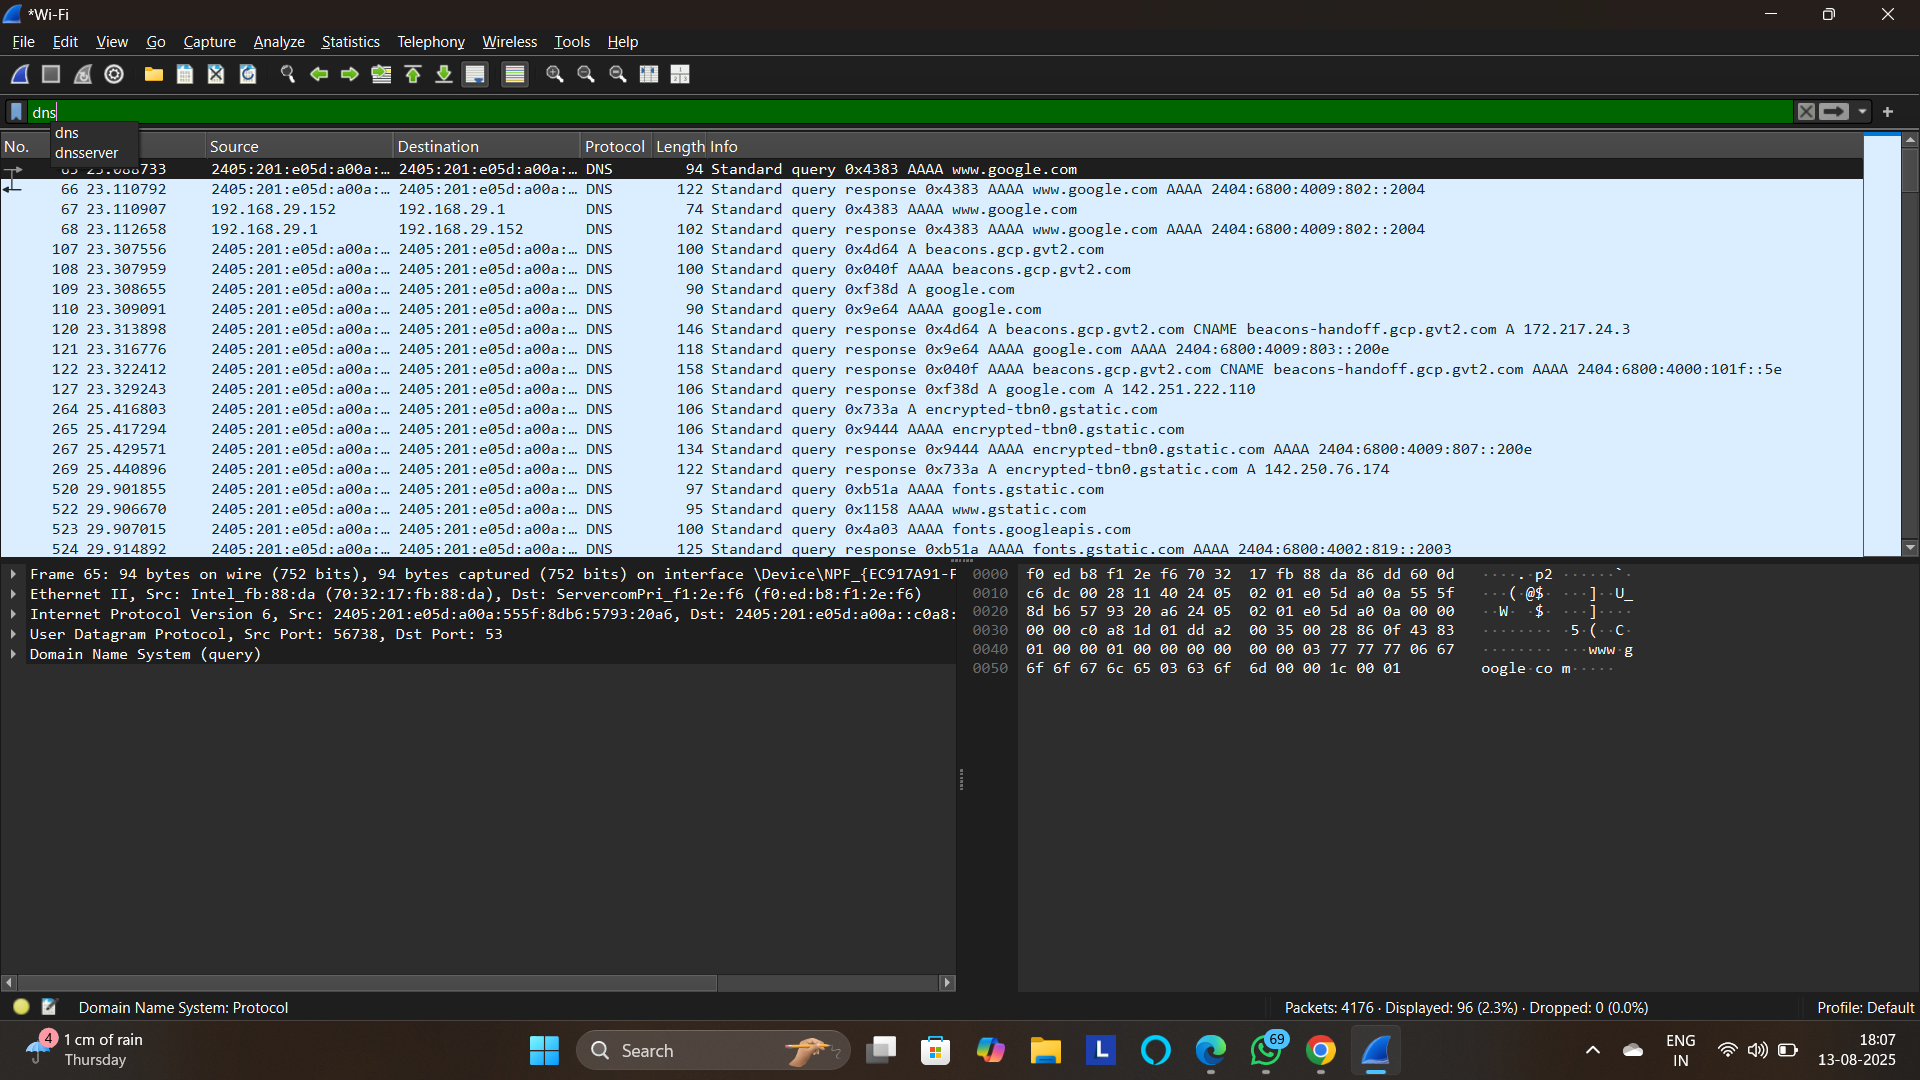 *Wi-Fi
File Edit View Go Capture Analyze Statistics Telephony Wireless Tools Help
dns
dns
dnsserver
No. Source Destination Protocol Length Info
733 2405:201:e05d:a00a:… 2405:201:e05d:a00a:… DNS 94 Standard query 0x4383 AAAA www.google.com
66 23.110792 2405:201:e05d:a00a:… 2405:201:e05d:a00a:… DNS 122 Standard query response 0x4383 AAAA www.google.com AAAA 2404:6800:4009:802::2004
67 23.110907 192.168.29.152 192.168.29.1 DNS 74 Standard query 0x4383 AAAA www.google.com
68 23.112658 192.168.29.1 192.168.29.152 DNS 102 Standard query response 0x4383 AAAA www.google.com AAAA 2404:6800:4009:802::2004
107 23.307556 2405:201:e05d:a00a:… 2405:201:e05d:a00a:… DNS 100 Standard query 0x4d64 A beacons.gcp.gvt2.com
108 23.307959 2405:201:e05d:a00a:… 2405:201:e05d:a00a:… DNS 100 Standard query 0x040f AAAA beacons.gcp.gvt2.com
109 23.308655 2405:201:e05d:a00a:… 2405:201:e05d:a00a:… DNS 90 Standard query 0xf38d A google.com
110 23.309091 2405:201:e05d:a00a:… 2405:201:e05d:a00a:… DNS 90 Standard query 0x9e64 AAAA google.com
120 23.313898 2405:201:e05d:a00a:… 2405:201:e05d:a00a:… DNS 146 Standard query response 0x4d64 A beacons.gcp.gvt2.com CNAME beacons-handoff.gcp.gvt2.com A 172.217.24.3
121 23.316776 2405:201:e05d:a00a:… 2405:201:e05d:a00a:… DNS 118 Standard query response 0x9e64 AAAA google.com AAAA 2404:6800:4009:803::200e
122 23.322412 2405:201:e05d:a00a:… 2405:201:e05d:a00a:… DNS 158 Standard query response 0x040f AAAA beacons.gcp.gvt2.com CNAME beacons-handoff.gcp.gvt2.com AAAA 2404:6800:4000:101f::5e
127 23.329243 2405:201:e05d:a00a:… 2405:201:e05d:a00a:… DNS 106 Standard query response 0xf38d A google.com A 142.251.222.110
264 25.416803 2405:201:e05d:a00a:… 2405:201:e05d:a00a:… DNS 106 Standard query 0x733a A encrypted-tbn0.gstatic.com
265 25.417294 2405:201:e05d:a00a:… 2405:201:e05d:a00a:… DNS 106 Standard query 0x9444 AAAA encrypted-tbn0.gstatic.com
267 25.429571 2405:201:e05d:a00a:… 2405:201:e05d:a00a:… DNS 134 Standard query response 0x9444 AAAA encrypted-tbn0.gstatic.com AAAA 2404:6800:4009:807::200e
269 25.440896 2405:201:e05d:a00a:… 2405:201:e05d:a00a:… DNS 122 Standard query response 0x733a A encrypted-tbn0.gstatic.com A 142.250.76.174
520 29.901855 2405:201:e05d:a00a:… 2405:201:e05d:a00a:… DNS 97 Standard query 0xb51a AAAA fonts.gstatic.com
522 29.906670 2405:201:e05d:a00a:… 2405:201:e05d:a00a:… DNS 95 Standard query 0x1158 AAAA www.gstatic.com
523 29.907015 2405:201:e05d:a00a:… 2405:201:e05d:a00a:… DNS 100 Standard query 0x4a03 AAAA fonts.googleapis.com
524 29.914892 2405:201:e05d:a00a:… 2405:201:e05d:a00a:… DNS 125 Standard query response 0xb51a AAAA fonts.gstatic.com AAAA 2404:6800:4002:819::2003
Frame 65: 94 bytes on wire (752 bits), 94 bytes captured (752 bits) on interface \Device\NPF_{EC917A91-F
Ethernet II, Src: Intel_fb:88:da (70:32:17:fb:88:da), Dst: ServercomPri_f1:2e:f6 (f0:ed:b8:f1:2e:f6)
Internet Protocol Version 6, Src: 2405:201:e05d:a00a:555f:8db6:5793:20a6, Dst: 2405:201:e05d:a00a::c0a8:
User Datagram Protocol, Src Port: 56738, Dst Port: 53
Domain Name System (query)
0000 f0 ed b8 f1 2e f6 70 32 17 fb 88 da 86 dd 60 0d ····.·p2 ······`·
0010 c6 dc 00 28 11 40 24 05 02 01 e0 5d a0 0a 55 5f ···(·@$· ···]··U_
0020 8d b6 57 93 20 a6 24 05 02 01 e0 5d a0 0a 00 00 ··W· ·$· ···]····
0030 00 00 c0 a8 1d 01 dd a2 00 35 00 28 86 0f 43 83 ········ ·5·(··C·
0040 01 00 00 01 00 00 00 00 00 00 03 77 77 77 06 67 ········ ···www·g
0050 6f 6f 67 6c 65 03 63 6f 6d 00 00 1c 00 01 oogle·co m·····
Domain Name System: Protocol Packets: 4176 · Displayed: 96 (2.3%) · Dropped: 0 (0.0%) Profile: Default
4
1 cm of rain
Thursday
Search
L
69
ENG
IN
18:07
13-08-2025